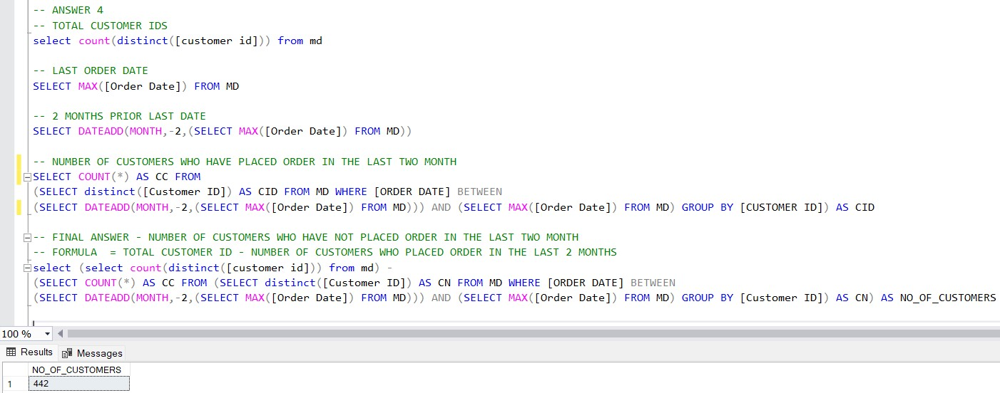 -- ANSWER 4
-- TOTAL CUSTOMER IDS
select count(distinct([customer id])) from md
-- LAST ORDER DATE
SELECT MAX([Order Date]) FROM MD
-- 2 MONTHS PRIOR LAST DATE
SELECT DATEADD(MONTH,-2,(SELECT MAX([Order Date]) FROM MD))
-- NUMBER OF CUSTOMERS WHO HAVE PLACED ORDER IN THE LAST TWO MONTH
SELECT COUNT(*) AS CC FROM
(SELECT distinct([Customer ID]) AS CID FROM MD WHERE [ORDER DATE] BETWEEN
(SELECT DATEADD(MONTH,-2,(SELECT MAX([Order Date]) FROM MD))) AND (SELECT MAX([Order Date]) FROM MD) GROUP BY [CUSTOMER ID]) AS CID
-- FINAL ANSWER - NUMBER OF CUSTOMERS WHO HAVE NOT PLACED ORDER IN THE LAST TWO MONTH
-- FORMULA  = TOTAL CUSTOMER ID - NUMBER OF CUSTOMERS WHO PLACED ORDER IN THE LAST 2 MONTHS
select (select count(distinct([customer id])) from md) -
(SELECT COUNT(*) AS CC FROM (SELECT distinct([Customer ID]) AS CN FROM MD WHERE [ORDER DATE] BETWEEN
(SELECT DATEADD(MONTH,-2,(SELECT MAX([Order Date]) FROM MD))) AND (SELECT MAX([Order Date]) FROM MD) GROUP BY [Customer ID]) AS CN) AS NO_OF_CUSTOMERS
100 %
Results Messages
NO_OF_CUSTOMERS
1 442